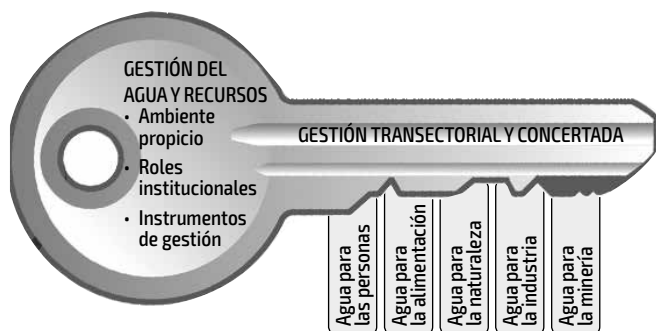 GESTIÓN DEL
AGUA Y RECURSOS
• Ambiente
propicio
• Roles
institucionales
• Instrumentos
de gestión
GESTIÓN TRANSECTORIAL Y CONCERTADA
Agua para
las personas
Agua para
la alimentación
Agua para
la naturaleza
Agua para
la industria
Agua para
la minería